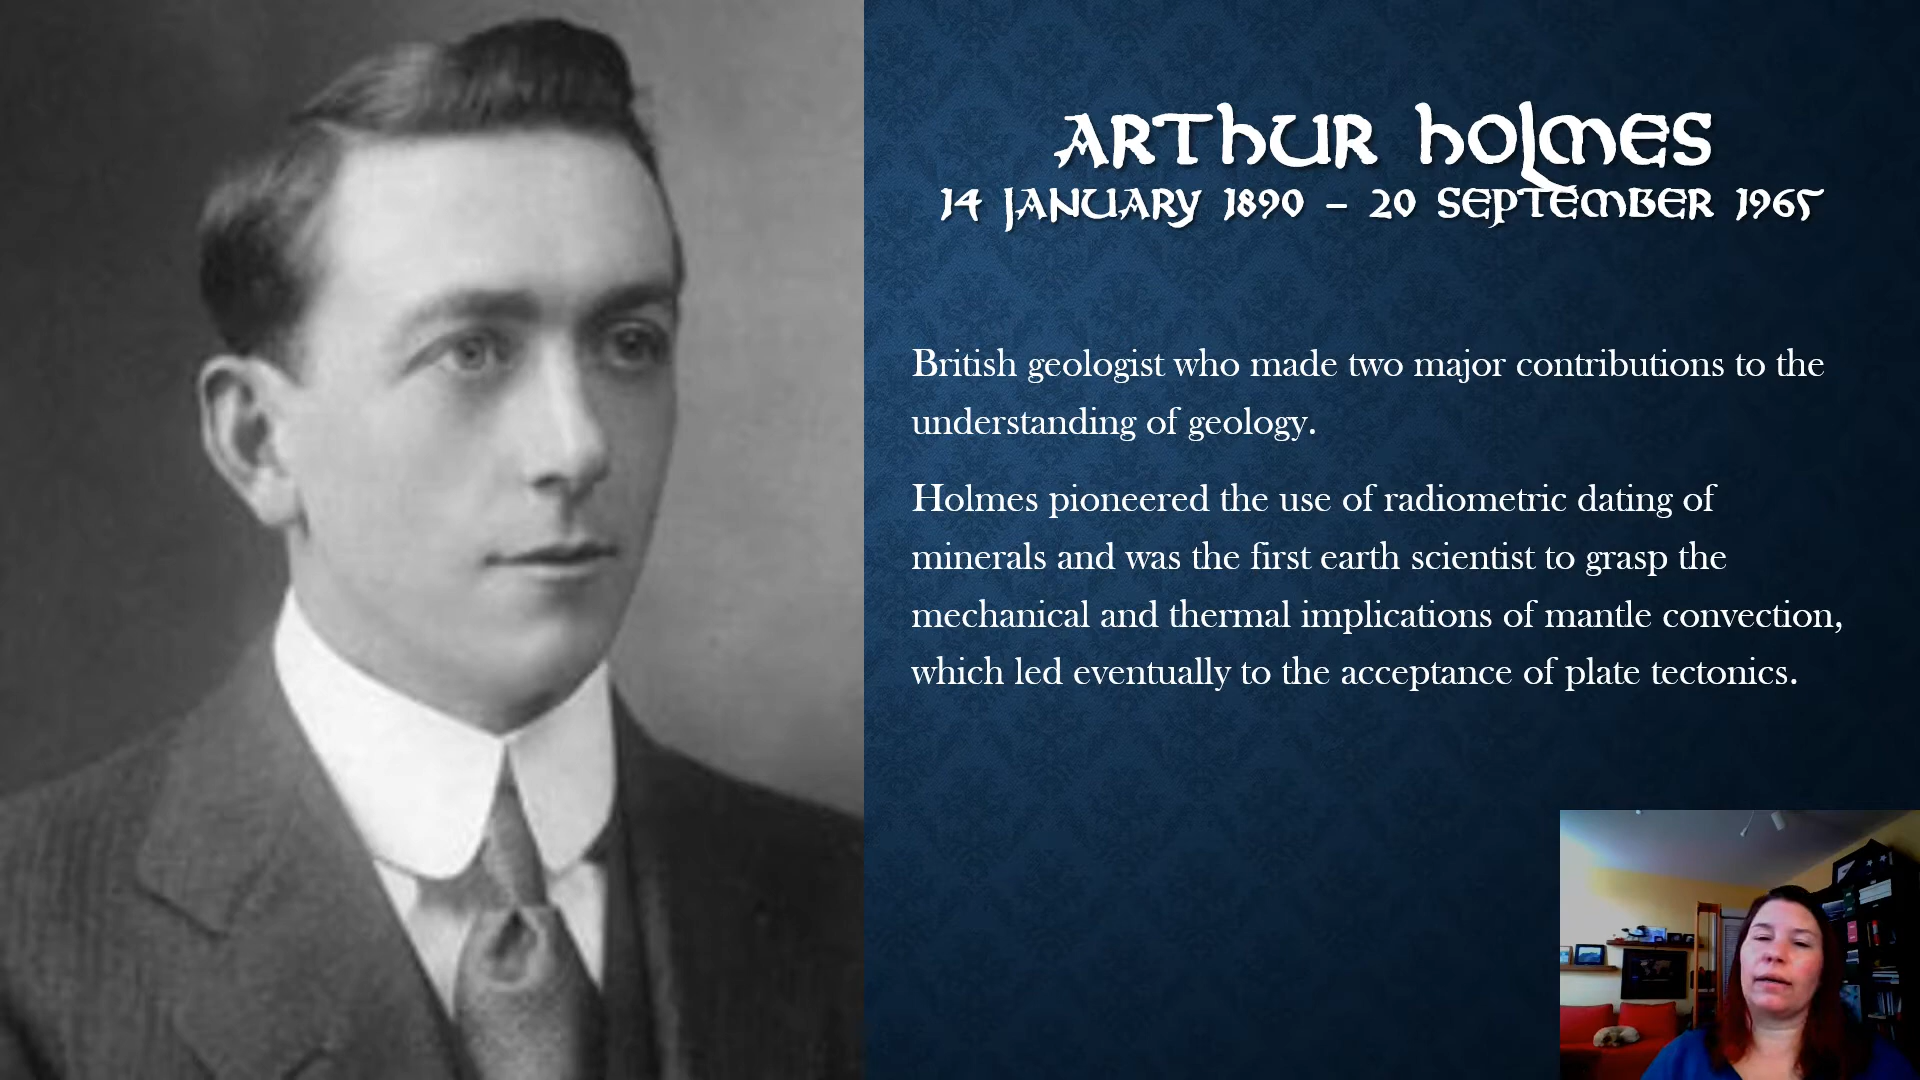 Arthur Holmes
14 January 1890 – 20 September 1965
British geologist who made two major contributions to the
understanding of geology.
Holmes pioneered the use of radiometric dating of
minerals and was the first earth scientist to grasp the
mechanical and thermal implications of mantle convection,
which led eventually to the acceptance of plate tectonics.